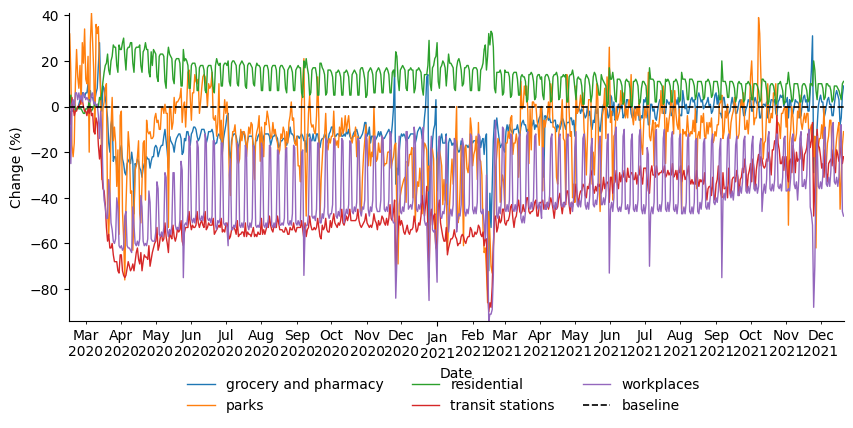 40
20
0
−20
−40
−60
−80
Change (%)
Mar Apr May Jun Jul Aug Sep Oct Nov Dec Jan Feb Mar Apr May Jun Jul Aug Sep Oct Nov Dec
2020 2020 2020 2020 2020 2020 2020 2020 2020 2020 2021 2021 2021 2021 2021 2021 2021 2021 2021 2021 2021 2021
Date
grocery and pharmacy residential workplaces
parks transit stations baseline